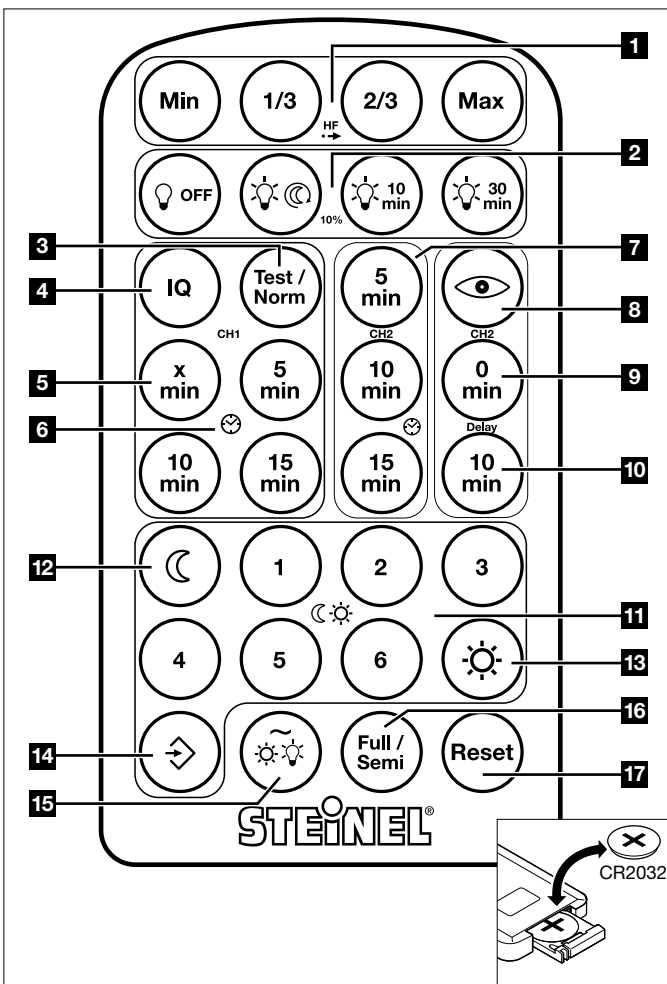 1
Min 1/3 2/3 Max
HF
2
OFF 10 min 30 min
10%
3
4
IQ
Test / Norm
5 min
7
8
CH1
CH2
CH2
5
x min
5 min
10 min
0 min
9
6
Delay
10 min
15 min
15 min
10 min
10
12
1 2 3
11
4 5 6
13
14
15
Full / Semi
16
Reset
17
STEINEL®
CR2032